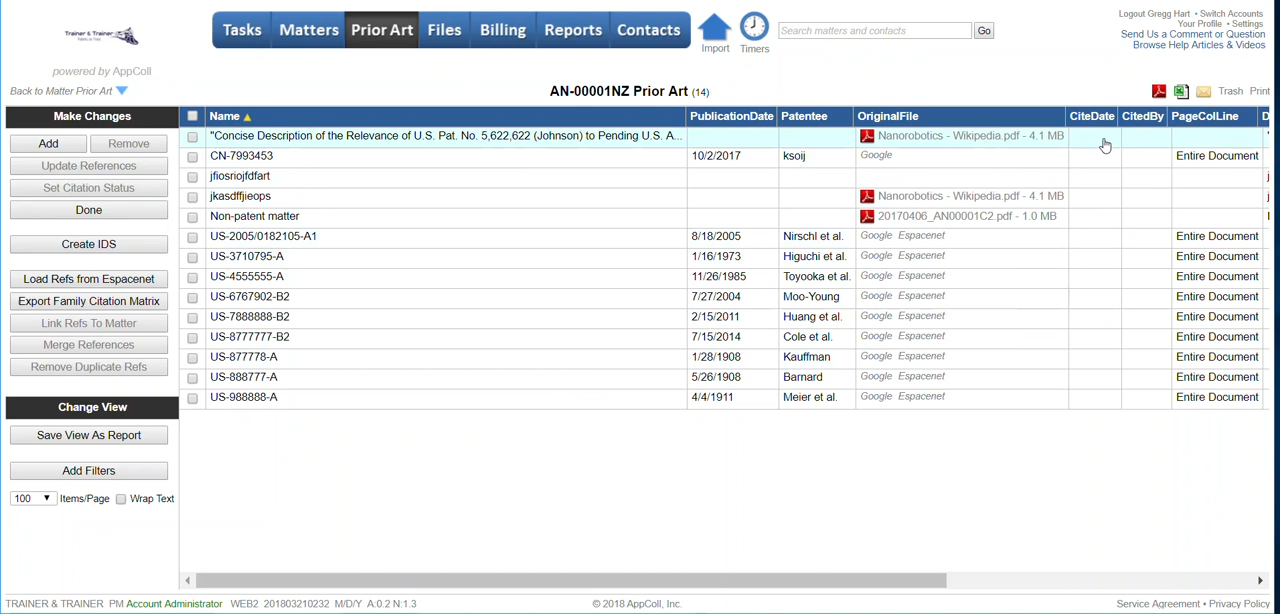 Trainer & Trainer
powered by AppColl
Tasks Matters Prior Art Files Billing Reports Contacts
Import
Timers
Search matters and contacts
Go
Logout Gregg Hart • Switch Accounts
Your Profile • Settings
Send Us a Comment or Question
Browse Help Articles & Videos
Back to Matter Prior Art
AN-00001NZ Prior Art (14)
Trash Print
Make Changes
Add
Remove
Update References
Set Citation Status
Done
Create IDS
Load Refs from Espacenet
Export Family Citation Matrix
Link Refs To Matter
Merge References
Remove Duplicate Refs
Change View
Save View As Report
Add Filters
100 Items/Page Wrap Text
Name PublicationDate Patentee OriginalFile CiteDate CitedBy PageColLine D
"Concise Description of the Relevance of U.S. Pat. No. 5,622,622 (Johnson) to Pending U.S. A... Nanorobotics - Wikipedia.pdf - 4.1 MB "
CN-7993453 10/2/2017 ksoij Google Entire Document
jfiosriojfdfart j
jkasdffjieops Nanorobotics - Wikipedia.pdf - 4.1 MB j
Non-patent matter 20170406_AN00001C2.pdf - 1.0 MB
US-2005/0182105-A1 8/18/2005 Nirschl et al. Google Espacenet Entire Document
US-3710795-A 1/16/1973 Higuchi et al. Google Espacenet Entire Document
US-4555555-A 11/26/1985 Toyooka et al. Google Espacenet Entire Document
US-6767902-B2 7/27/2004 Moo-Young Google Espacenet Entire Document
US-7888888-B2 2/15/2011 Huang et al. Google Espacenet Entire Document
US-8777777-B2 7/15/2014 Cole et al. Google Espacenet Entire Document
US-877778-A 1/28/1908 Kauffman Google Espacenet Entire Document
US-888777-A 5/26/1908 Barnard Google Espacenet Entire Document
US-988888-A 4/4/1911 Meier et al. Google Espacenet Entire Document
TRAINER & TRAINER PM Account Administrator WEB2 201803210232 M/D/Y A:0.2 N:1.3
© 2018 AppColl, Inc.
Service Agreement • Privacy Policy